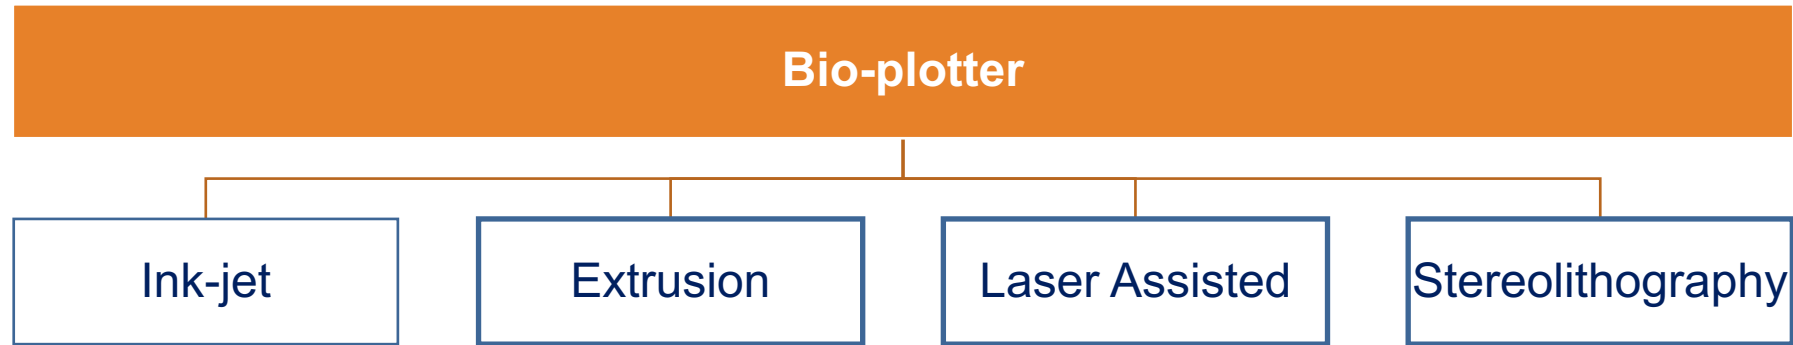 Bio-plotter
Ink-jet
Extrusion
Laser Assisted
Stereolithography